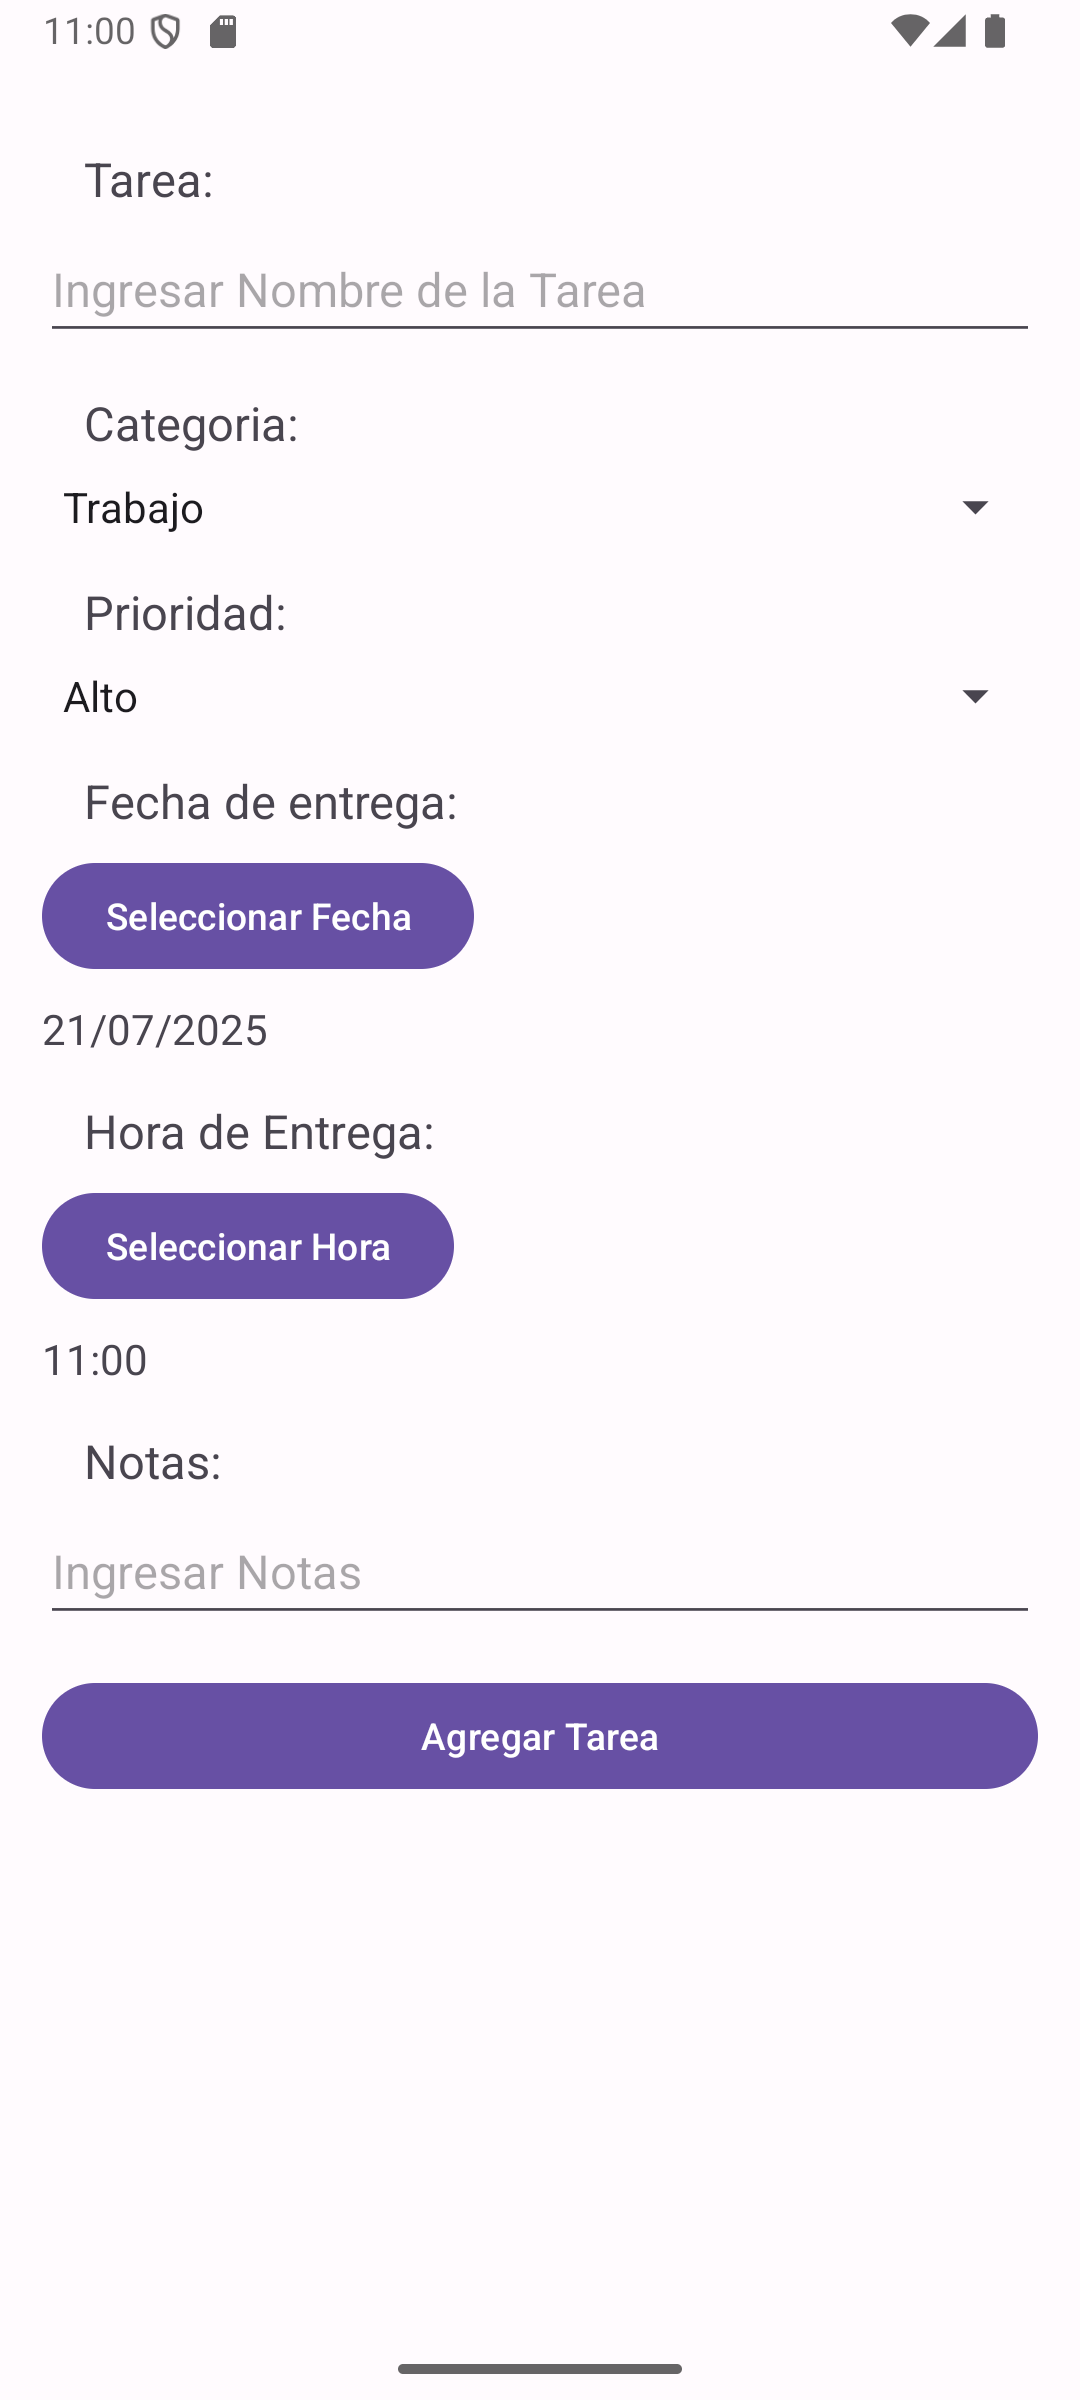 11:00
Tarea:
Ingresar Nombre de la Tarea
Categoria:
Trabajo
Prioridad:
Alto
Fecha de entrega:
Seleccionar Fecha
21/07/2025
Hora de Entrega:
Seleccionar Hora
11:00
Notas:
Ingresar Notas
Agregar Tarea